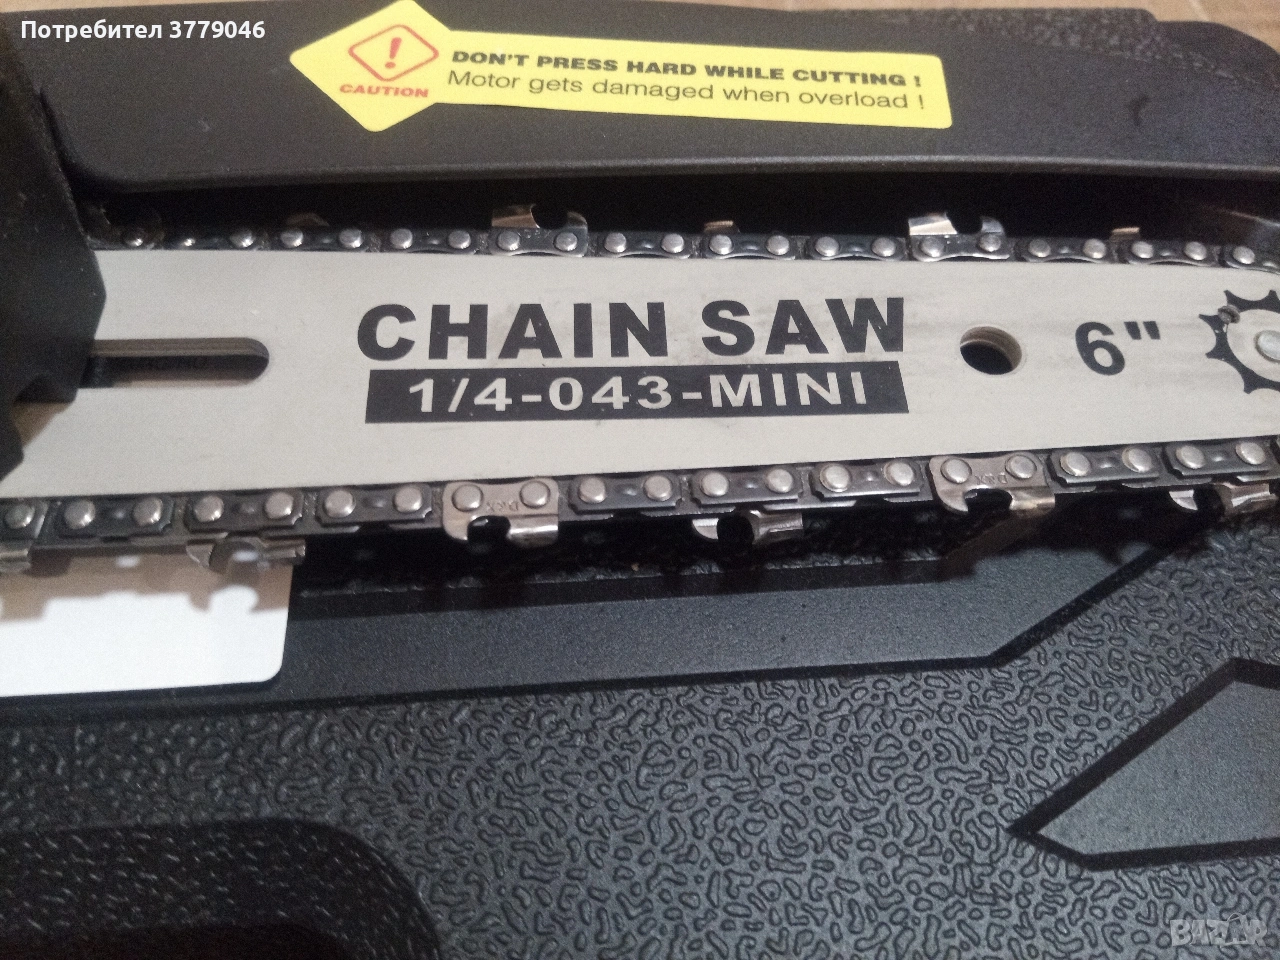 Потребител 3779046
DON'T PRESS HARD WHILE CUTTING !
Motor gets damaged when overload !
CAUTION
CHAIN SAW
6"
1/4-043-MINI
BAZAR